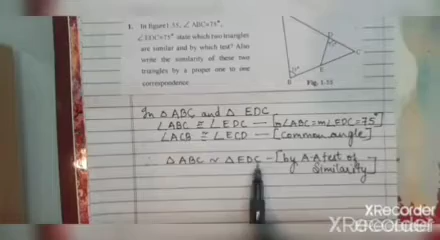 1. In figure 1.55, ∠ABC=75°,
∠EDC=75° state which two triangles
are similar and by which test? Also
write the similarity of these two
triangles by a proper one to one
correspondence.
B
C
Fig. 1.55
In △ABC and △EDC
∠ABC ≅ ∠EDC — [m∠ABC=m∠EDC=75°]
∠ACB ≅ ∠ECD — [common angle]
△ABC ~ △EDC - [by A-A test of
Similarity]
XRecorder
XRecorder